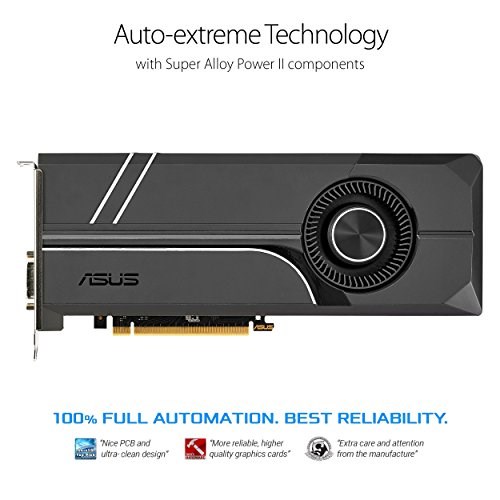 Auto-extreme Technology
with Super Alloy Power II components
ASUS
ASUS
100% FULL AUTOMATION. BEST RELIABILITY.
"Nice PCB and
ultra- clean design"
"More reliable, higher
quality graphics cards"
"Extra care and attention
from the manufacture"